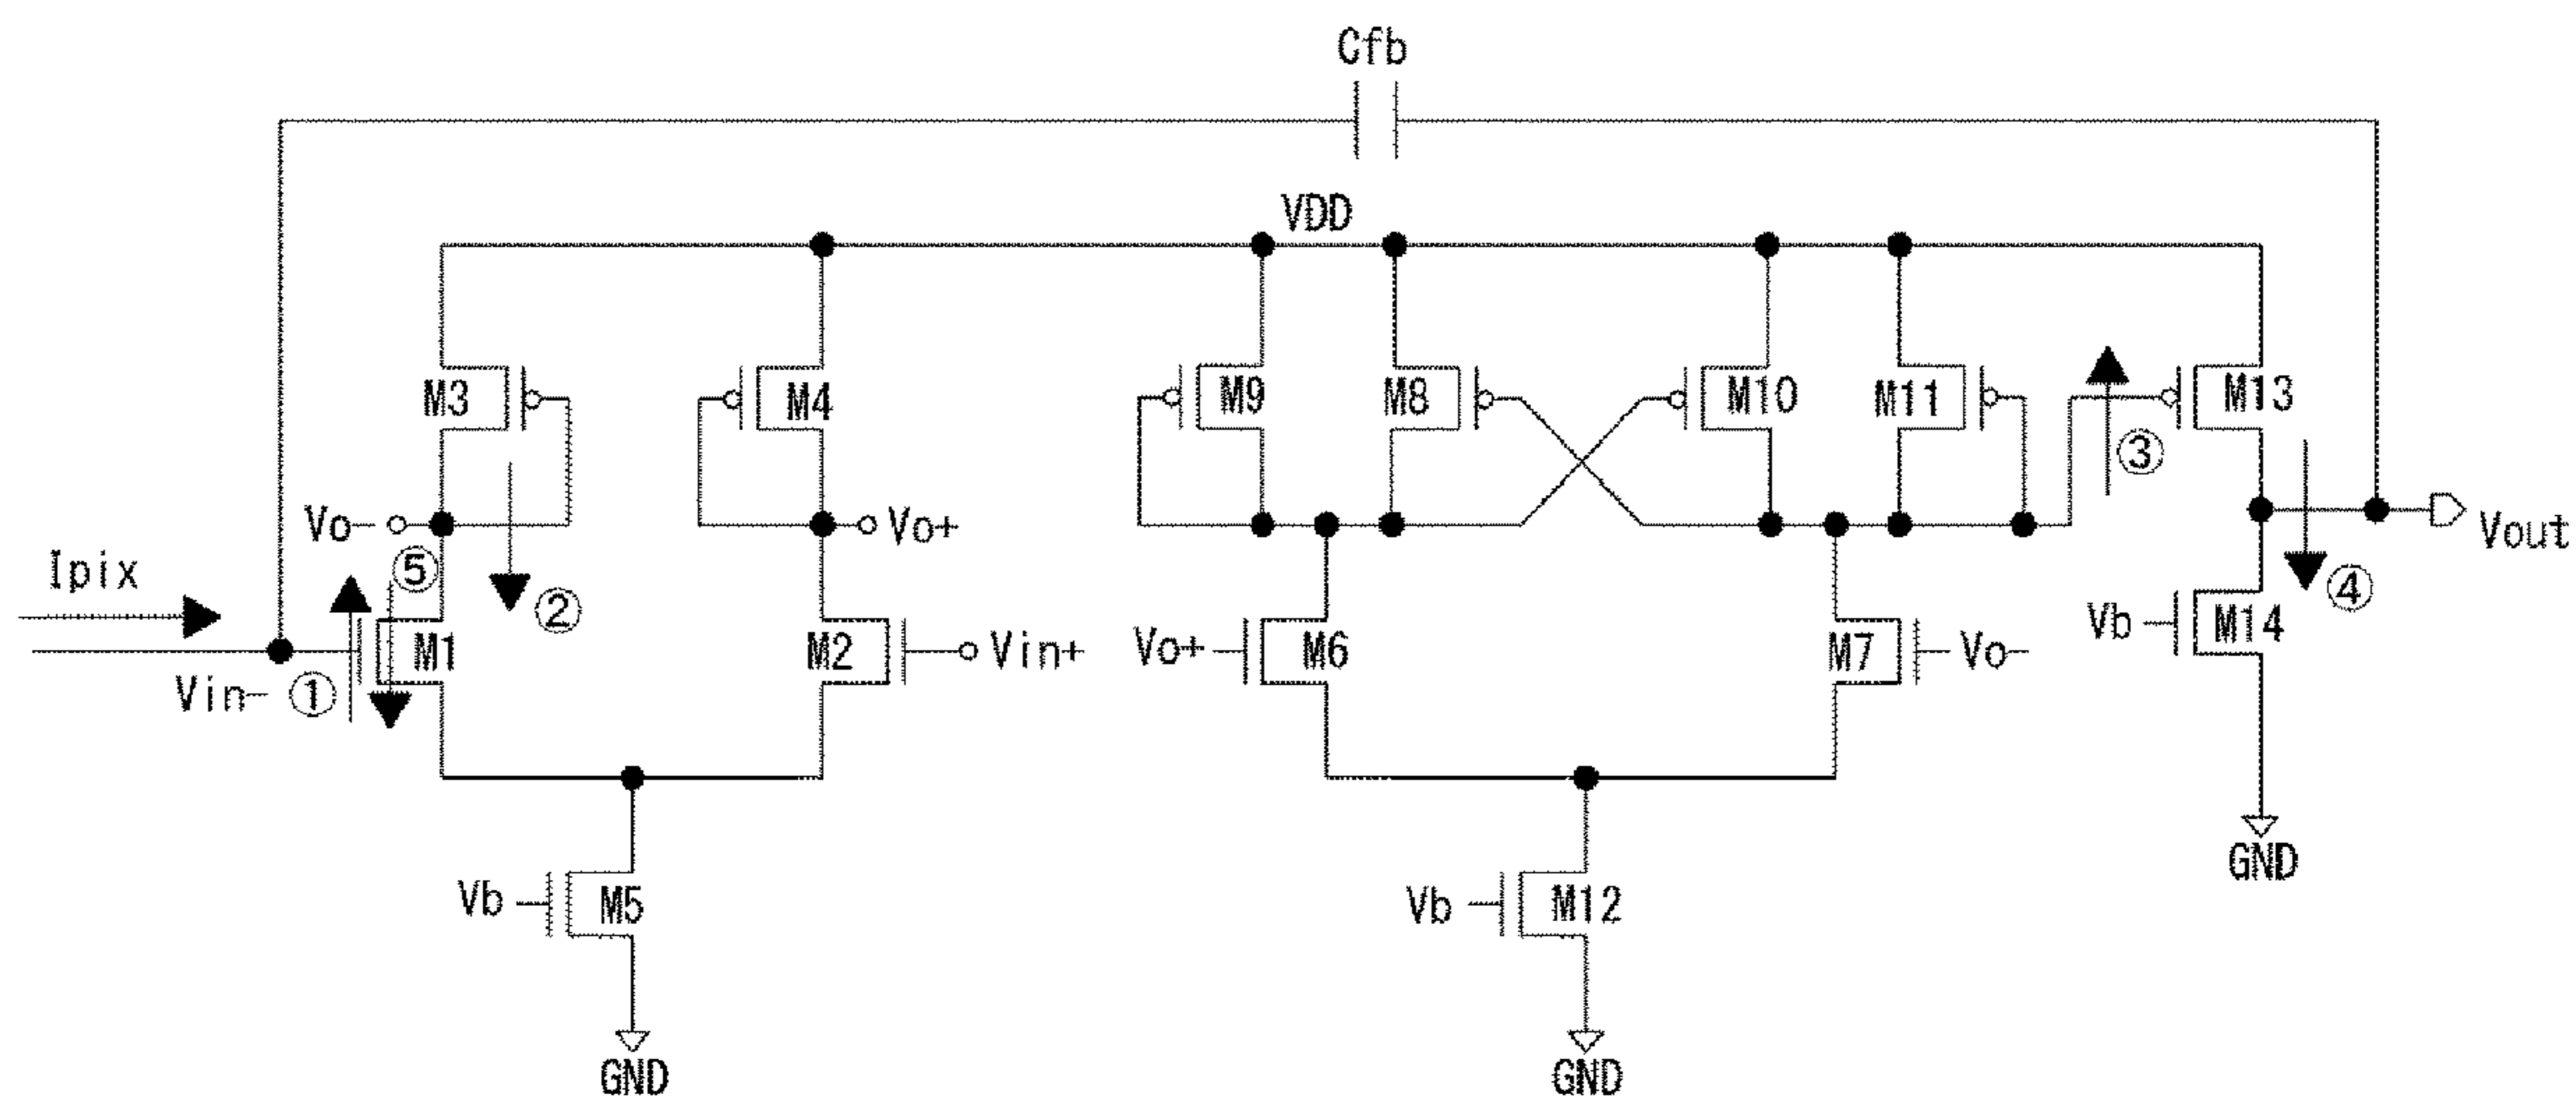 Cfb
VDD
M3
M4
M9
M8
M10
M11
M13
③
Vo-
Vo+
Vout
Ipix
⑤
②
④
M1
M2
Vin+
Vo+
M6
M7
Vo-
Vb
M14
Vin-
①
Vb
M5
Vb
M12
GND
GND
GND